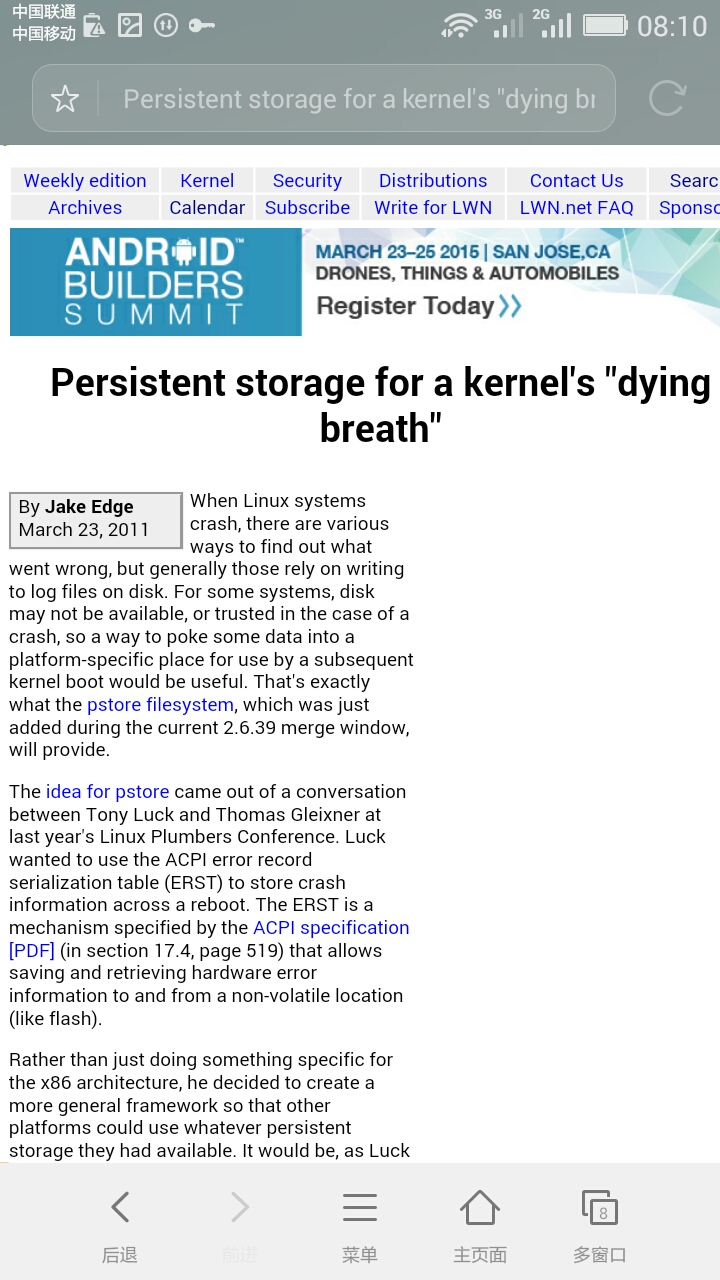 中国联通
中国移动
3G 2G 08:10
Persistent storage for a kernel's "dying br
Weekly edition Kernel Security Distributions Contact Us Searc
Archives Calendar Subscribe Write for LWN LWN.net FAQ Sponso
ANDROID™
BUILDERS
SUMMIT
MARCH 23–25 2015 | SAN JOSE,CA
DRONES, THINGS & AUTOMOBILES
Register Today
Persistent storage for a kernel's "dying
breath"
By Jake Edge
March 23, 2011
When Linux systems
crash, there are various
ways to find out what
went wrong, but generally those rely on writing
to log files on disk. For some systems, disk
may not be available, or trusted in the case of a
crash, so a way to poke some data into a
platform-specific place for use by a subsequent
kernel boot would be useful. That's exactly
what the pstore filesystem, which was just
added during the current 2.6.39 merge window,
will provide.
The idea for pstore came out of a conversation
between Tony Luck and Thomas Gleixner at
last year's Linux Plumbers Conference. Luck
wanted to use the ACPI error record
serialization table (ERST) to store crash
information across a reboot. The ERST is a
mechanism specified by the ACPI specification
[PDF] (in section 17.4, page 519) that allows
saving and retrieving hardware error
information to and from a non-volatile location
(like flash).
Rather than just doing something specific for
the x86 architecture, he decided to create a
more general framework so that other
platforms could use whatever persistent
storage they had available. It would be, as Luck
8
后退 前进 菜单 主页面 多窗口